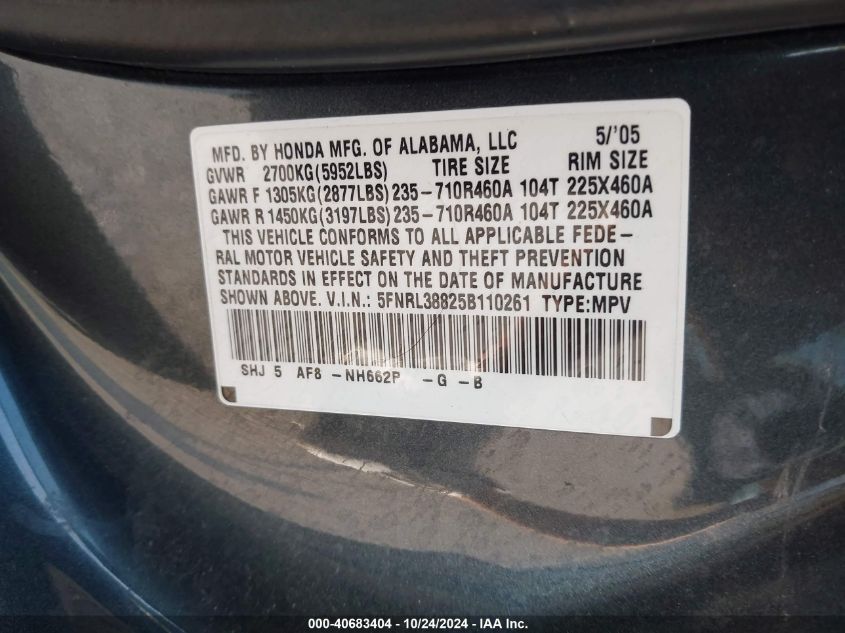 MFD. BY HONDA MFG. OF ALABAMA, LLC 5/'05
GVWR 2700KG(5952LBS) TIRE SIZE RIM SIZE
GAWR F 1305KG(2877LBS) 235-710R460A 104T 225X460A
GAWR R 1450KG(3197LBS) 235-710R460A 104T 225X460A
THIS VEHICLE CONFORMS TO ALL APPLICABLE FEDE-
RAL MOTOR VEHICLE SAFETY AND THEFT PREVENTION
STANDARDS IN EFFECT ON THE DATE OF MANUFACTURE
SHOWN ABOVE. V.I.N.: 5FNRL38825B110261 TYPE:MPV
SHJ 5 AF8 -NH662P -G -B
000-40683404 - 10/24/2024 - IAA Inc.